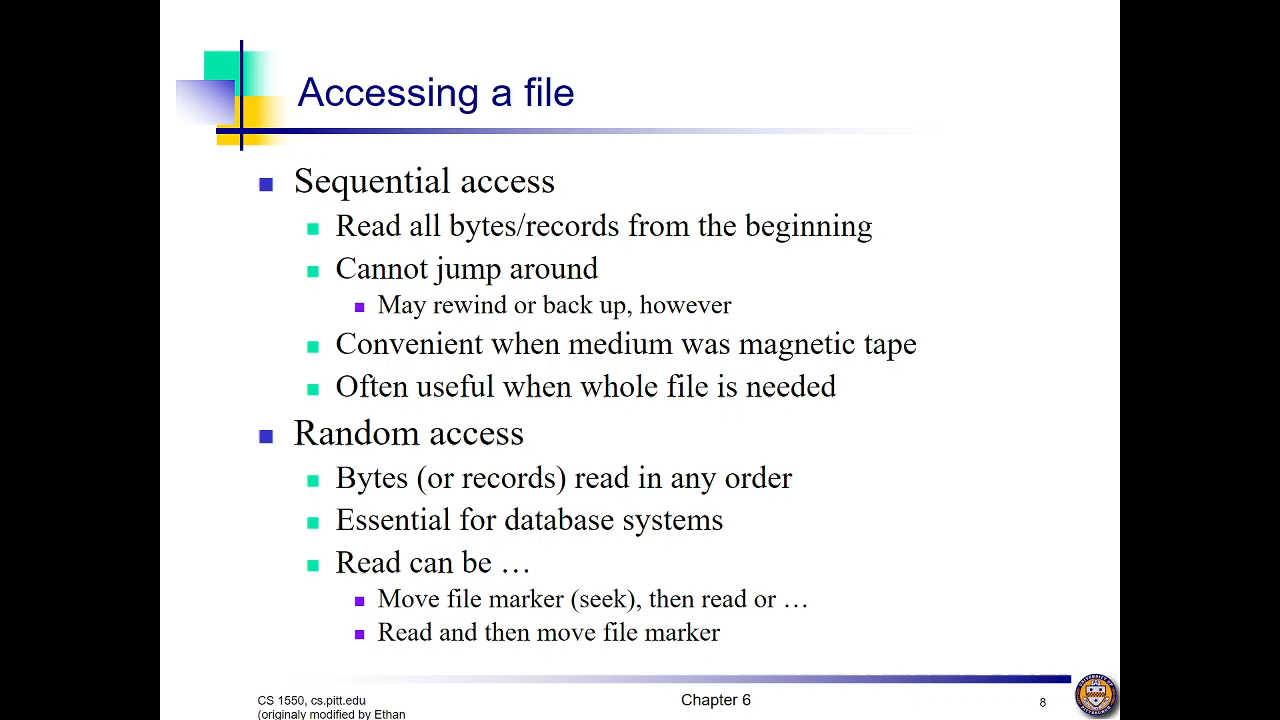 Accessing a file
Sequential access
Read all bytes/records from the beginning
Cannot jump around
May rewind or back up, however
Convenient when medium was magnetic tape
Often useful when whole file is needed
Random access
Bytes (or records) read in any order
Essential for database systems
Read can be …
Move file marker (seek), then read or …
Read and then move file marker
CS 1550, cs.pitt.edu
(originaly modified by Ethan
Chapter 6
8